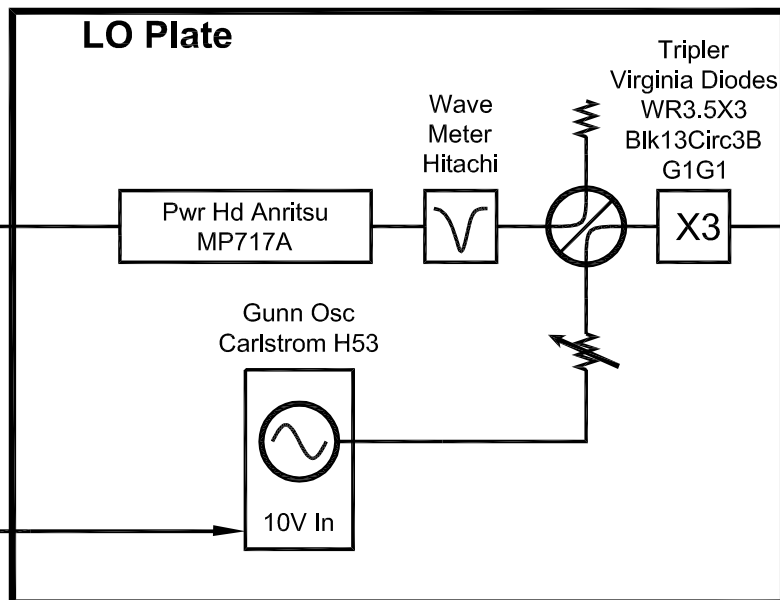 LO Plate
Tripler
Virginia Diodes
WR3.5X3
Blk13Circ3B
G1G1
Wave
Meter
Hitachi
Pwr Hd Anritsu
MP717A
X3
Gunn Osc
Carlstrom H53
10V In